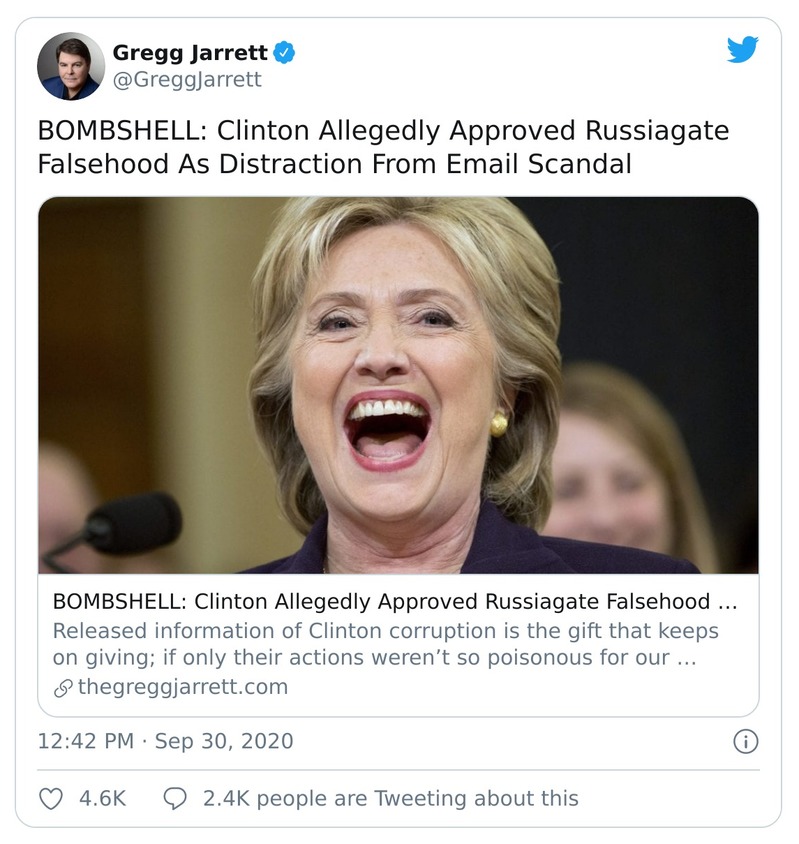 Gregg Jarrett
@GreggJarrett
BOMBSHELL: Clinton Allegedly Approved Russiagate
Falsehood As Distraction From Email Scandal
BOMBSHELL: Clinton Allegedly Approved Russiagate Falsehood ...
Released information of Clinton corruption is the gift that keeps
on giving; if only their actions weren’t so poisonous for our ...
thegreggjarrett.com
12:42 PM · Sep 30, 2020
4.6K 2.4K people are Tweeting about this